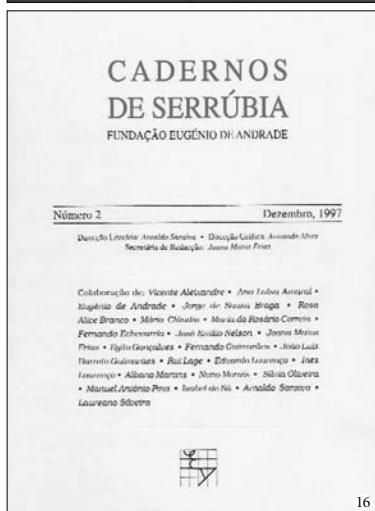 CADERNOS
DE SERRÚBIA
FUNDAÇÃO EUGÉNIO DE ANDRADE
Número 2 Dezembro, 1997
Direcção Literária: Arnaldo Saraiva • Direcção Gráfica: Armando Alves
Secretária de Redacção: Joana Matos Frias
Colaboração de: Vicente Aleixandre • Ana Luísa Amaral •
Eugénio de Andrade • Jorge de Sousa Braga • Rosa
Alice Branco • Mário Cláudio • Maria do Rosário Correia •
Fernando Echevarría • José Emílio-Nelson • Joana Matos
Frias • Egito Gonçalves • Fernando Guimarães • João Luís
Barreto Guimarães • Rui Lage • Eduardo Lourenço • Inês
Lourenço • Albano Martins • Nuno Morais • Sílvia Oliveira
• Manuel António Pina • Isabel de Sá • Arnaldo Saraiva •
Laureano Silveira
16